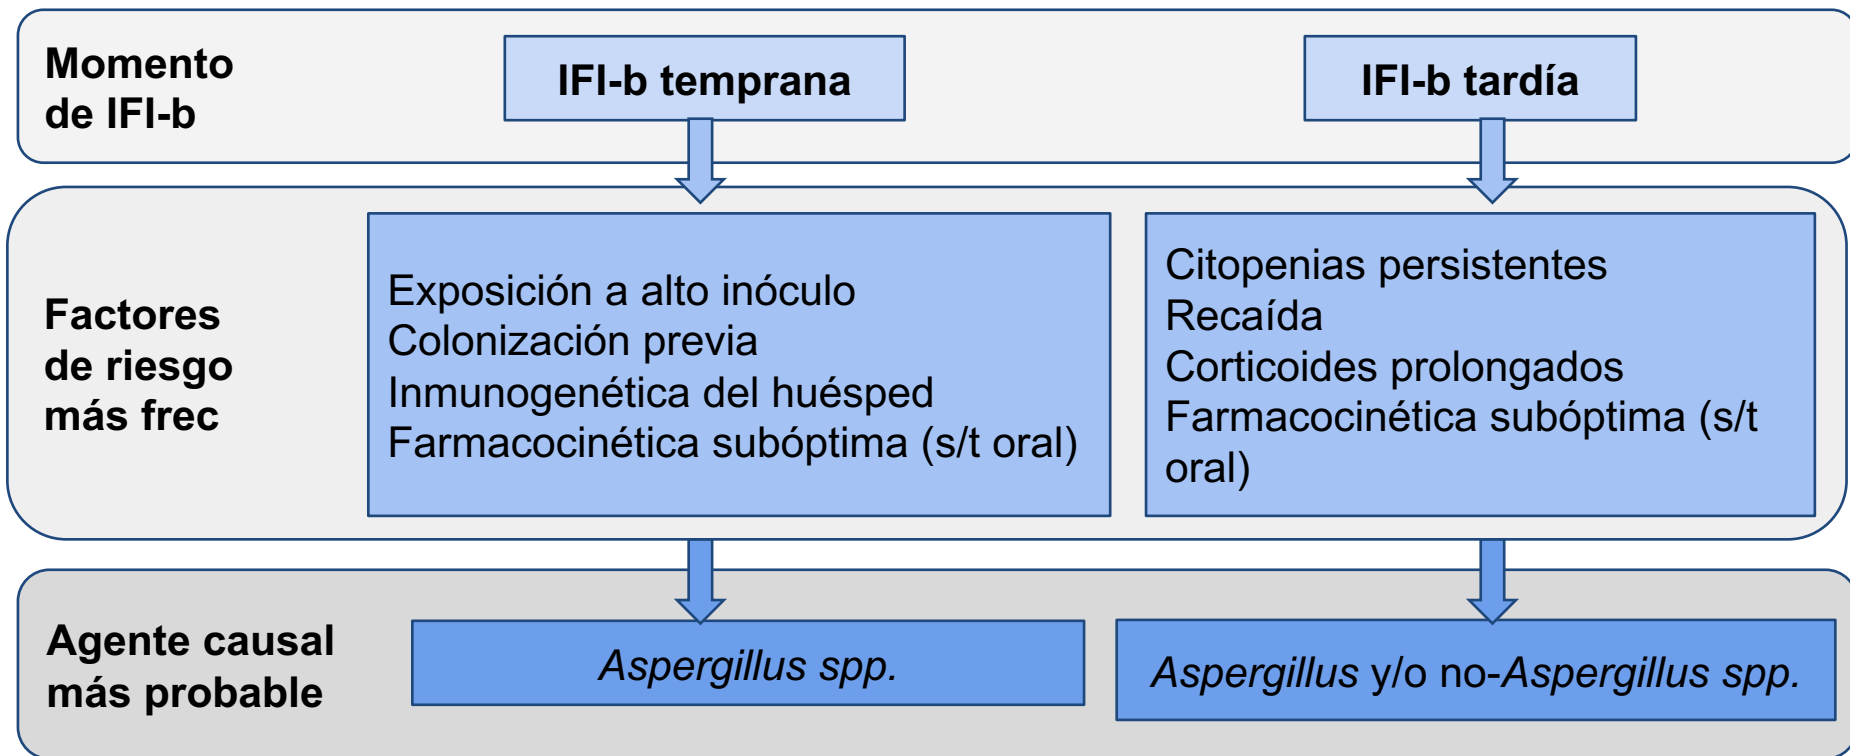 Momento
de IFI-b
IFI-b temprana
IFI-b tardía
Factores
de riesgo
más frec
Exposición a alto inóculo
Colonización previa
Inmunogenética del huésped
Farmacocinética subóptima (s/t oral)
Citopenias persistentes
Recaída
Corticoides prolongados
Farmacocinética subóptima (s/t
oral)
Agente causal
más probable
Aspergillus spp.
Aspergillus y/o no-Aspergillus spp.